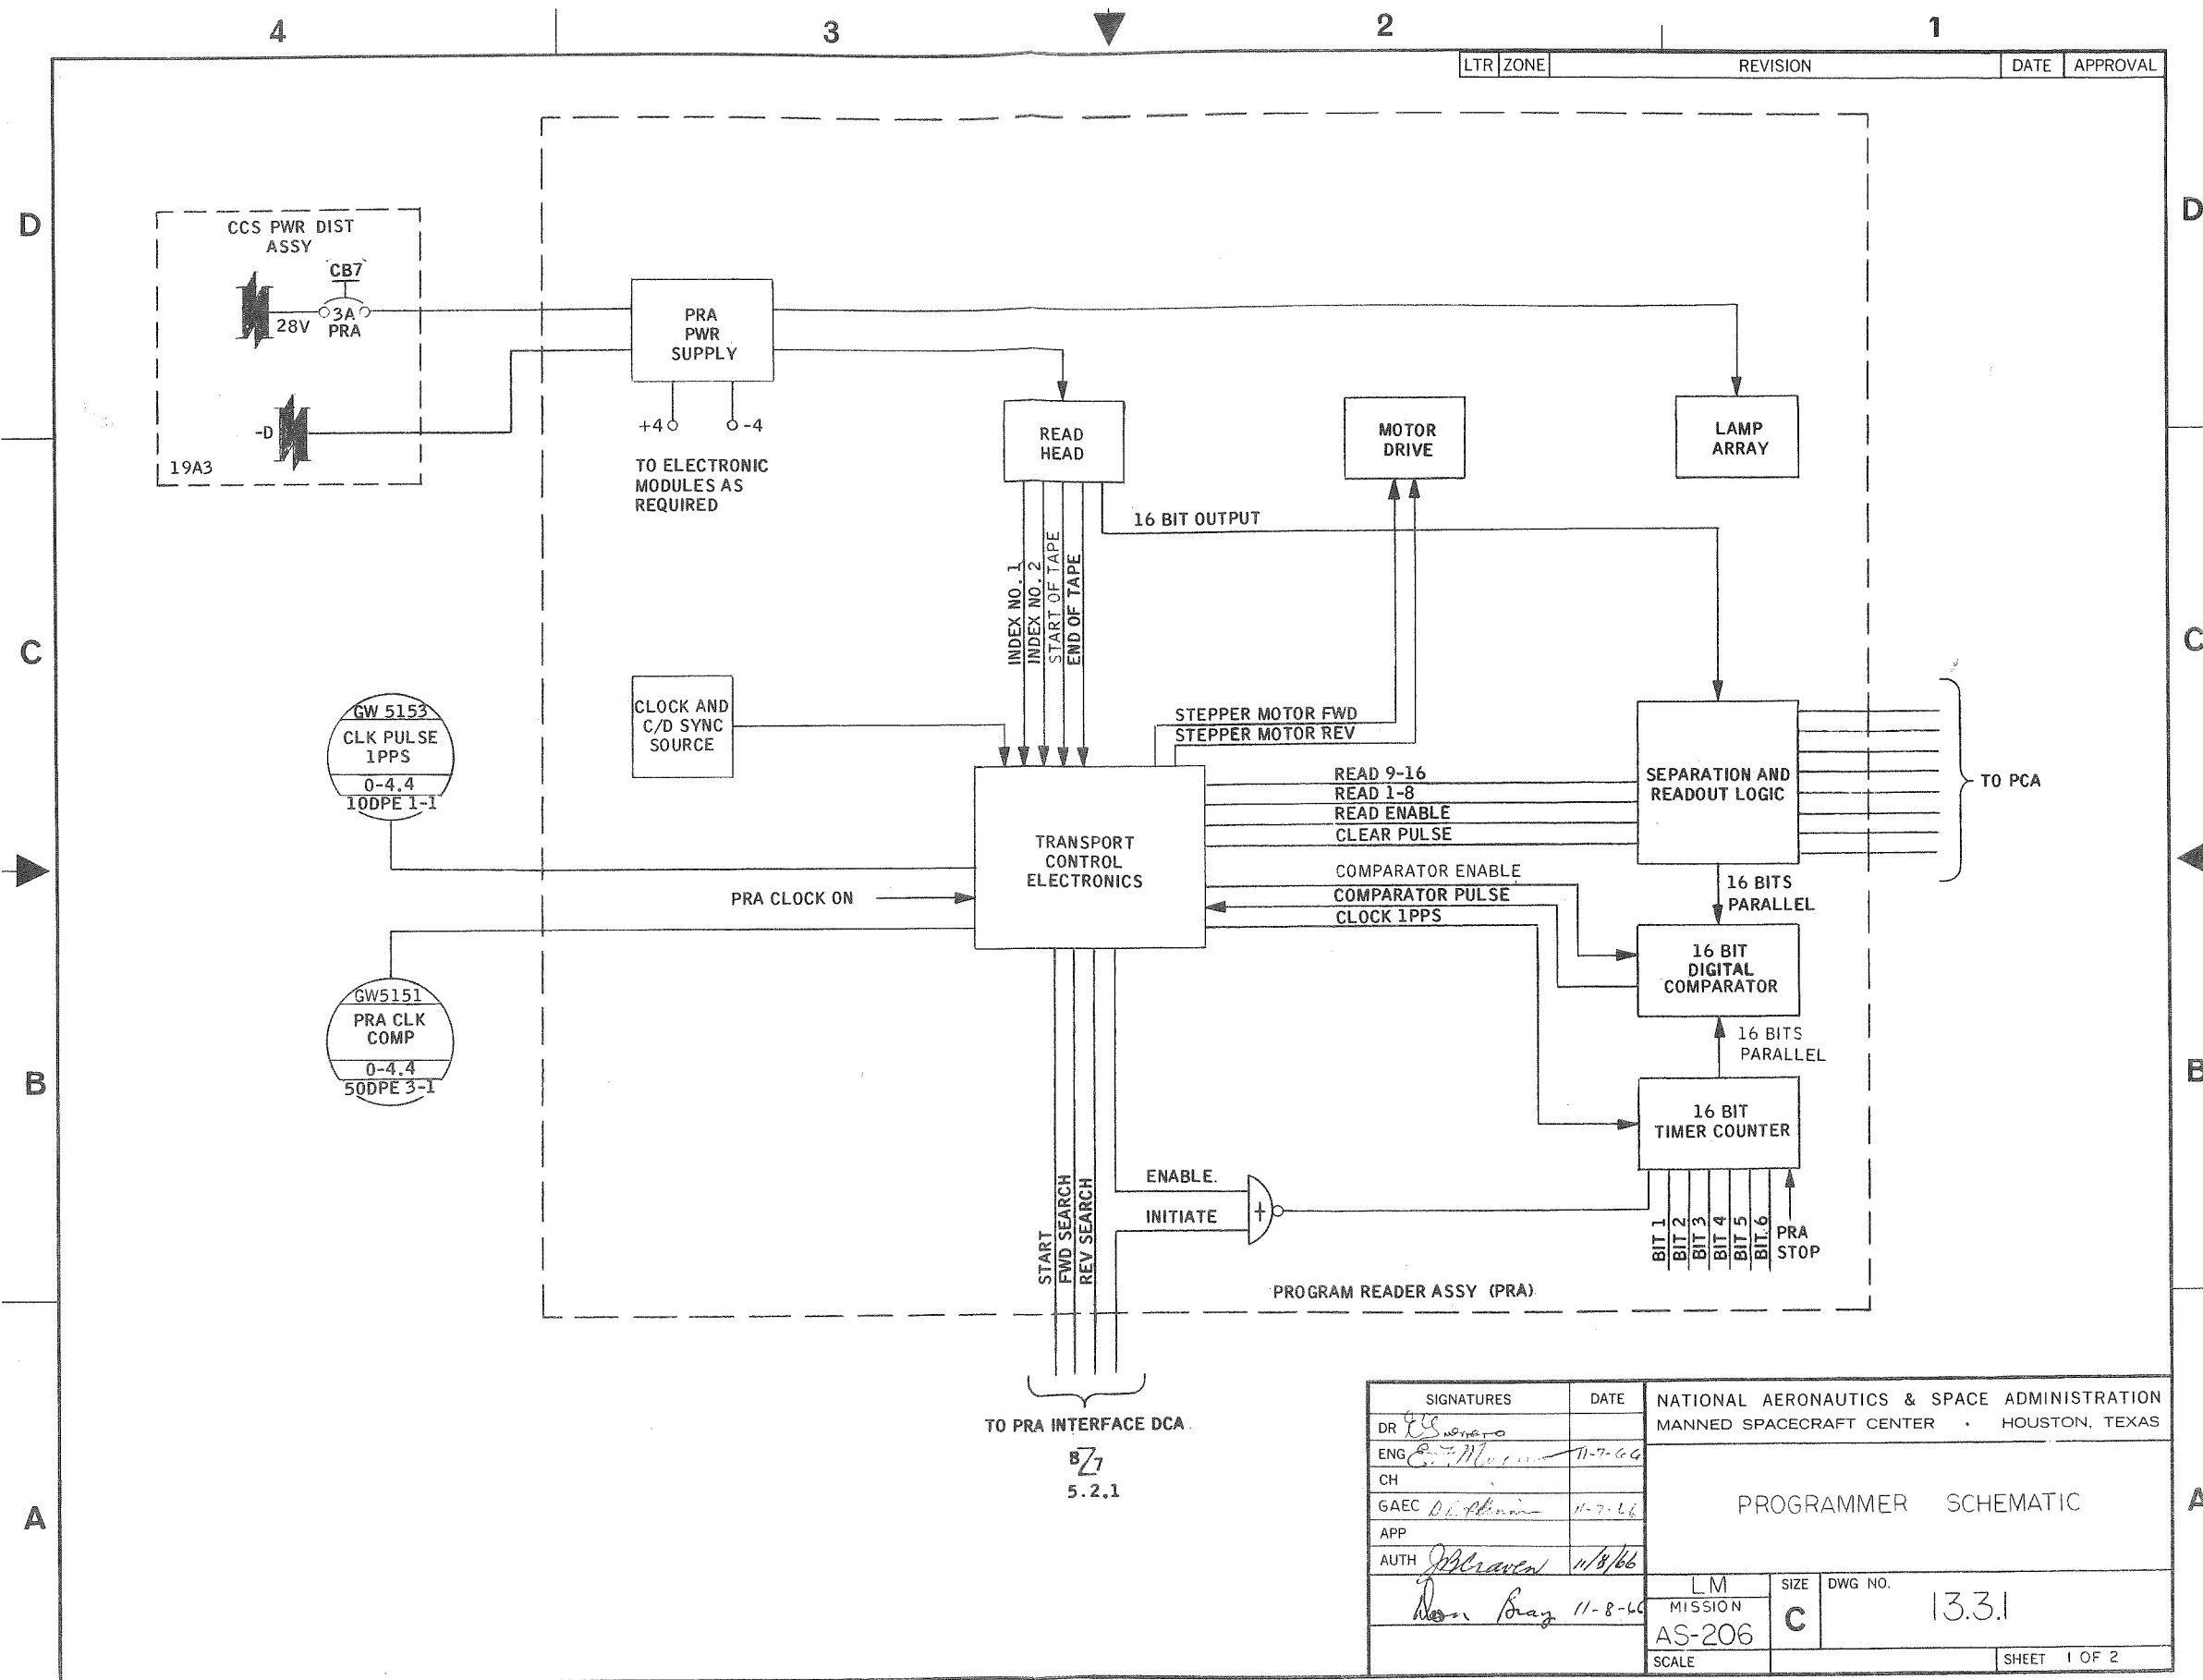 4 3 2 1
LTR ZONE REVISION DATE APPROVAL
D
D
CCS PWR DIST
ASSY
CB7
28V
3A
PRA
-D
19A3
PRA
PWR
SUPPLY
+4
-4
TO ELECTRONIC
MODULES AS
REQUIRED
READ
HEAD
MOTOR
DRIVE
LAMP
ARRAY
16 BIT OUTPUT
INDEX NO. 1
INDEX NO. 2
START OF TAPE
END OF TAPE
C
C
GW 5153
CLK PULSE
1PPS
0-4.4
10DPE 1-1
CLOCK AND
C/D SYNC
SOURCE
STEPPER MOTOR FWD
STEPPER MOTOR REV
READ 9-16
READ 1-8
READ ENABLE
CLEAR PULSE
SEPARATION AND
READOUT LOGIC
TO PCA
TRANSPORT
CONTROL
ELECTRONICS
PRA CLOCK ON
COMPARATOR ENABLE
COMPARATOR PULSE
CLOCK 1PPS
16 BITS
PARALLEL
16 BIT
DIGITAL
COMPARATOR
GW5151
PRA CLK
COMP
0-4.4
50DPE 3-1
16 BITS
PARALLEL
B
B
16 BIT
TIMER COUNTER
ENABLE.
INITIATE
+
START
FWD SEARCH
REV SEARCH
BIT 1
BIT 2
BIT 3
BIT 4
BIT 5
BIT 6
PRA
STOP
PROGRAM READER ASSY (PRA)
TO PRA INTERFACE DCA
B/7
5.2.1
A
A
SIGNATURES DATE
DR
ENG 11-7-66
CH
GAEC 11-7-66
APP
AUTH JBCraven 11/8/66
Bray 11-8-66
NATIONAL AERONAUTICS & SPACE ADMINISTRATION
MANNED SPACECRAFT CENTER · HOUSTON, TEXAS
PROGRAMMER SCHEMATIC
LM
MISSION
AS-206
SIZE
C
DWG NO.
13.3.1
SCALE
SHEET 1 OF 2